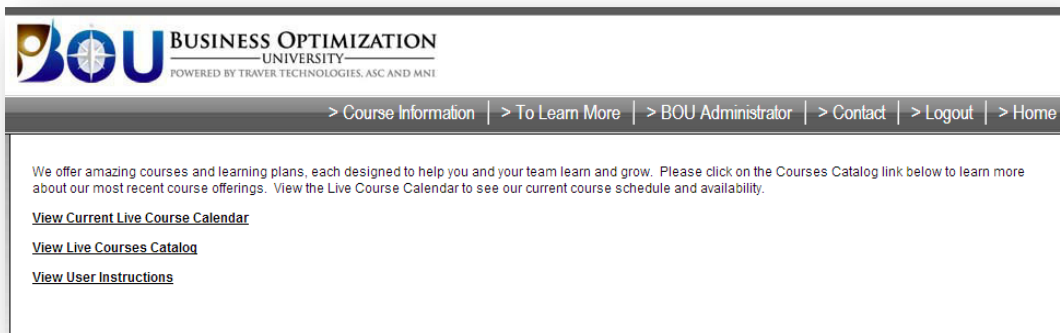 BOU
BUSINESS OPTIMIZATION
UNIVERSITY
POWERED BY TRAVER TECHNOLOGIES, ASC AND MNI
> Course Information | > To Learn More | > BOU Administrator | > Contact | > Logout | > Home
We offer amazing courses and learning plans, each designed to help you and your team learn and grow.  Please click on the Courses Catalog link below to learn more
about our most recent course offerings.  View the Live Course Calendar to see our current course schedule and availability.
View Current Live Course Calendar
View Live Courses Catalog
View User Instructions